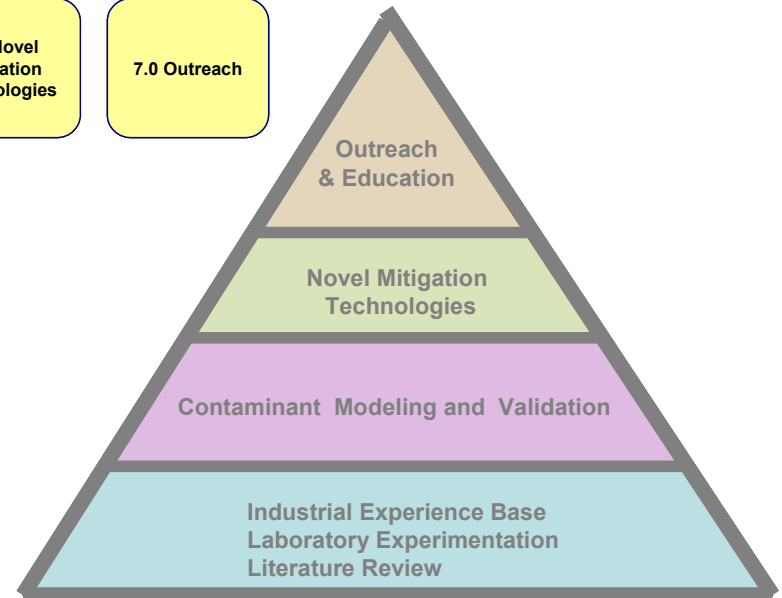 ovel
ation
ologies
7.0 Outreach
Outreach
& Education
Novel Mitigation
Technologies
Contaminant Modeling and Validation
Industrial Experience Base
Laboratory Experimentation
Literature Review